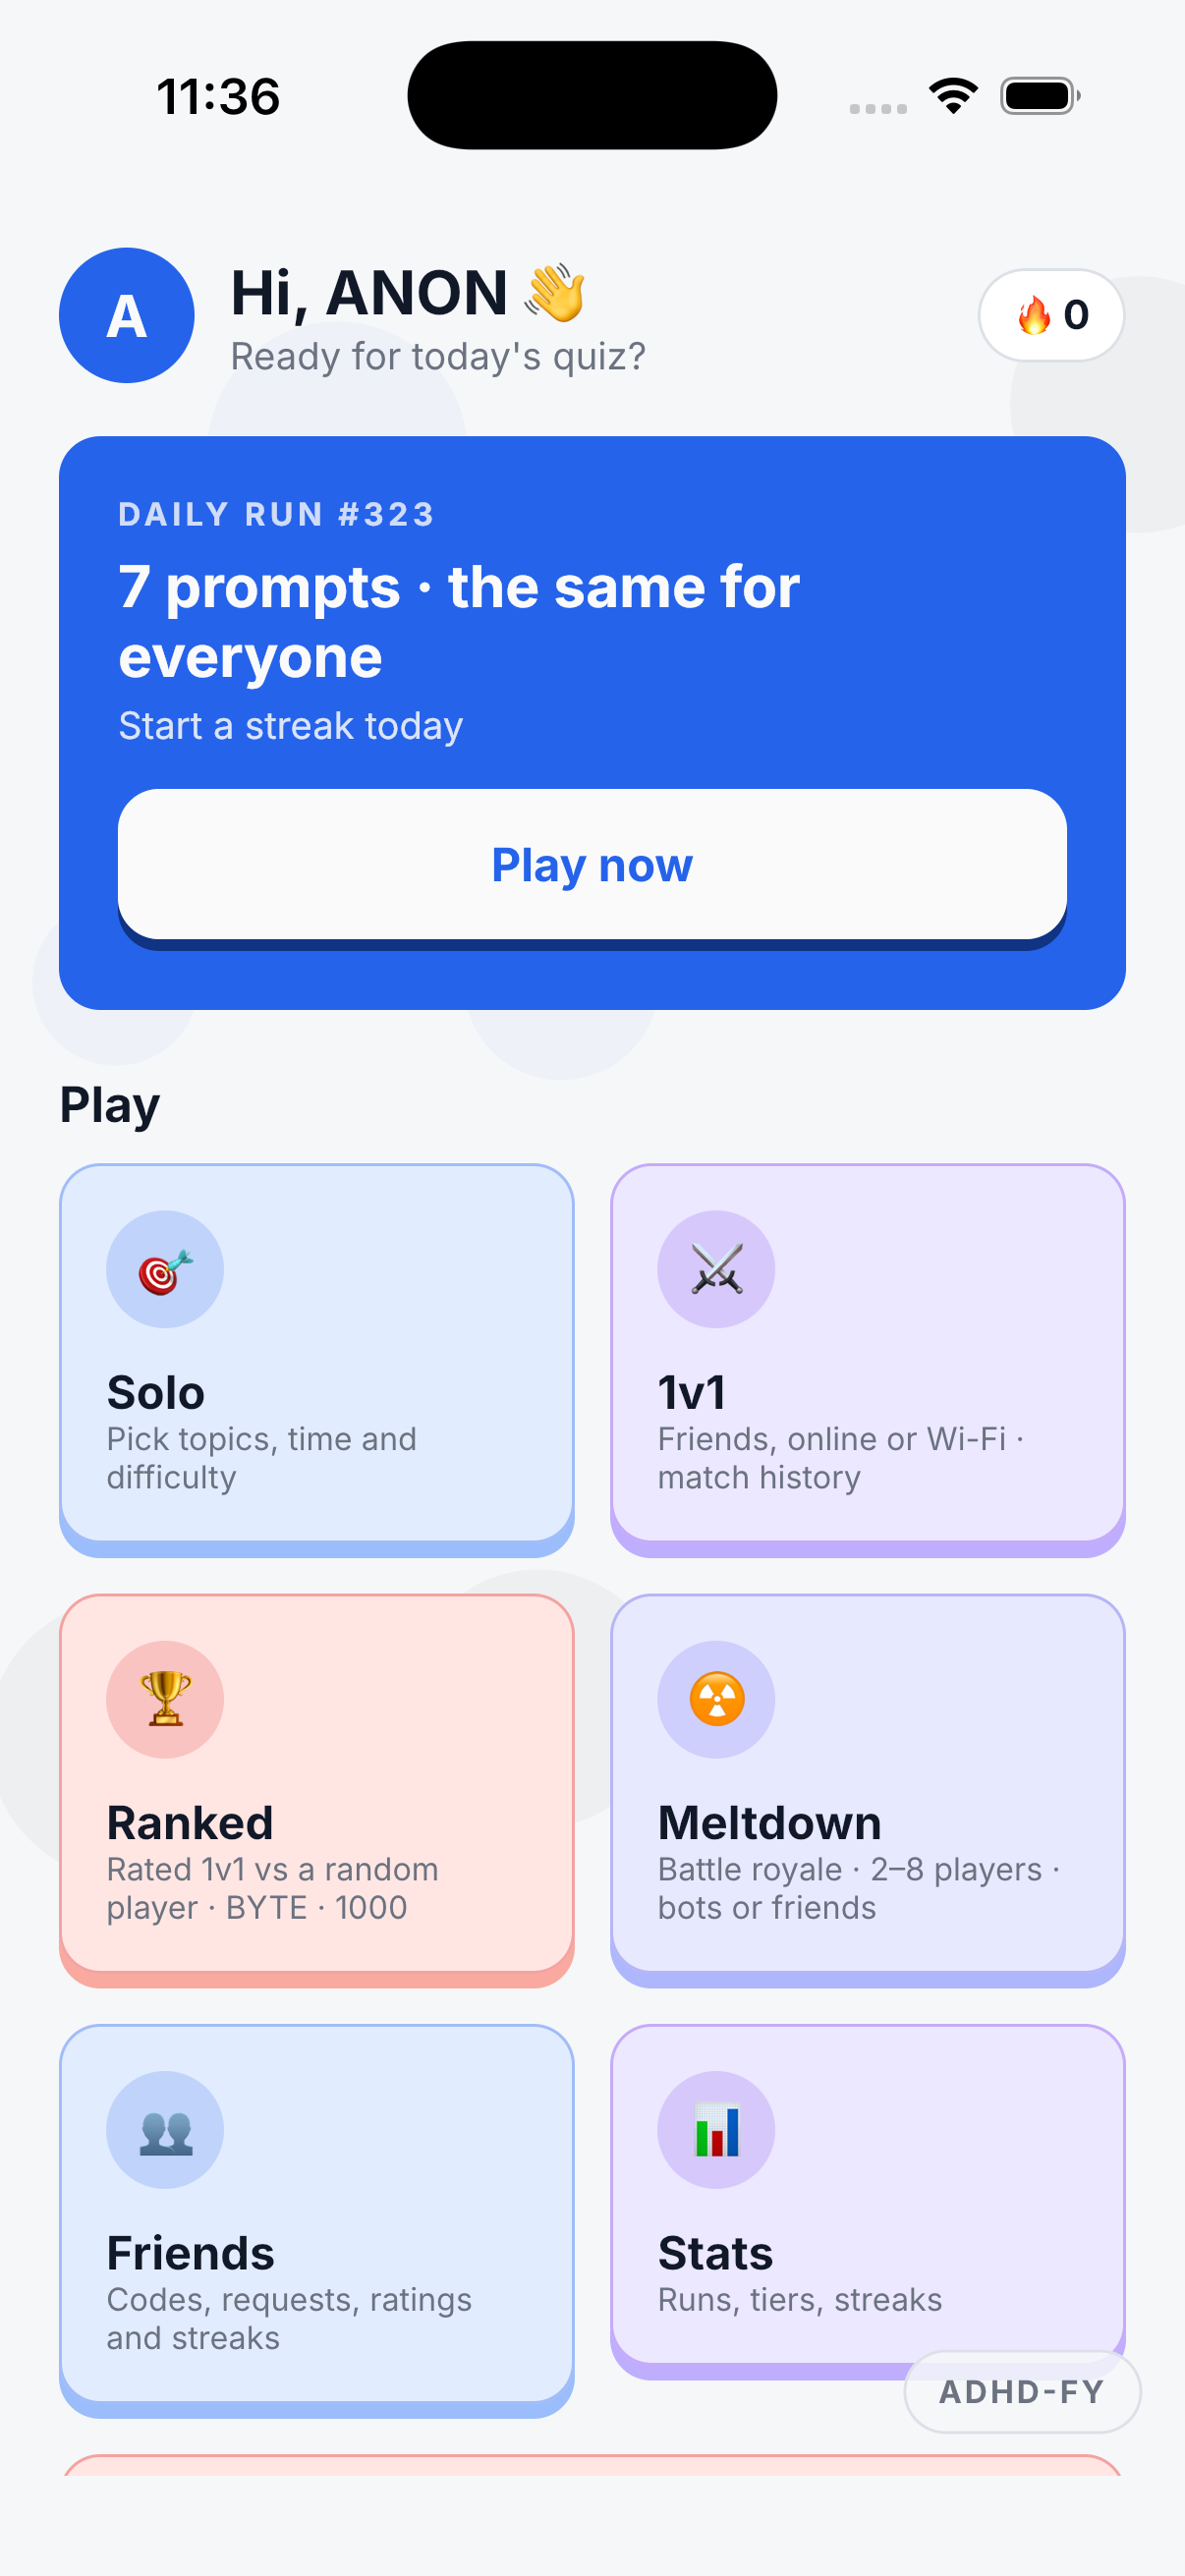 11:36
A
Hi, ANON 👋
Ready for today's quiz?
🔥 0
DAILY RUN #323
7 prompts · the same for
everyone
Start a streak today
Play now
Play
Solo
Pick topics, time and
difficulty
1v1
Friends, online or Wi-Fi ·
match history
Ranked
Rated 1v1 vs a random
player · BYTE · 1000
Meltdown
Battle royale · 2–8 players ·
bots or friends
Friends
Codes, requests, ratings
and streaks
Stats
Runs, tiers, streaks
ADHD-FY